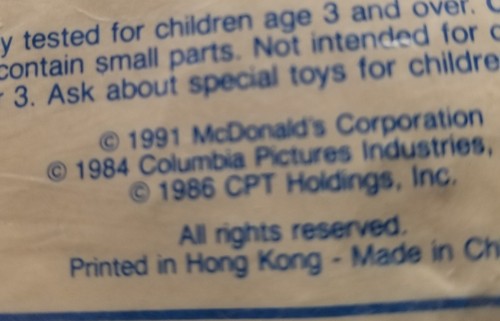 y tested for children age 3 and over.
contain small parts. Not intended for
3. Ask about special toys for childre
© 1991 McDonald's Corporation
© 1984 Columbia Pictures Industries,
© 1986 CPT Holdings, Inc.
All rights reserved.
Printed in Hong Kong - Made in Ch